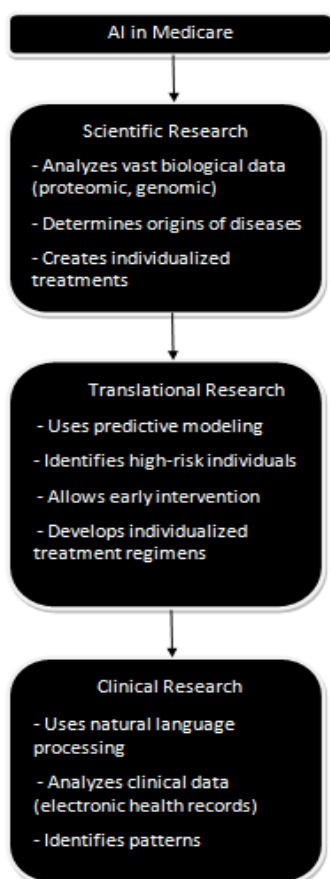 AI in Medicare
Scientific Research
- Analyzes vast biological data
(proteomic, genomic)
- Determines origins of diseases
- Creates individualized
treatments
Translational Research
- Uses predictive modeling
- Identifies high-risk individuals
- Allows early intervention
- Develops individualized
treatment regimens
Clinical Research
- Uses natural language
processing
- Analyzes clinical data
(electronic health records)
- Identifies patterns